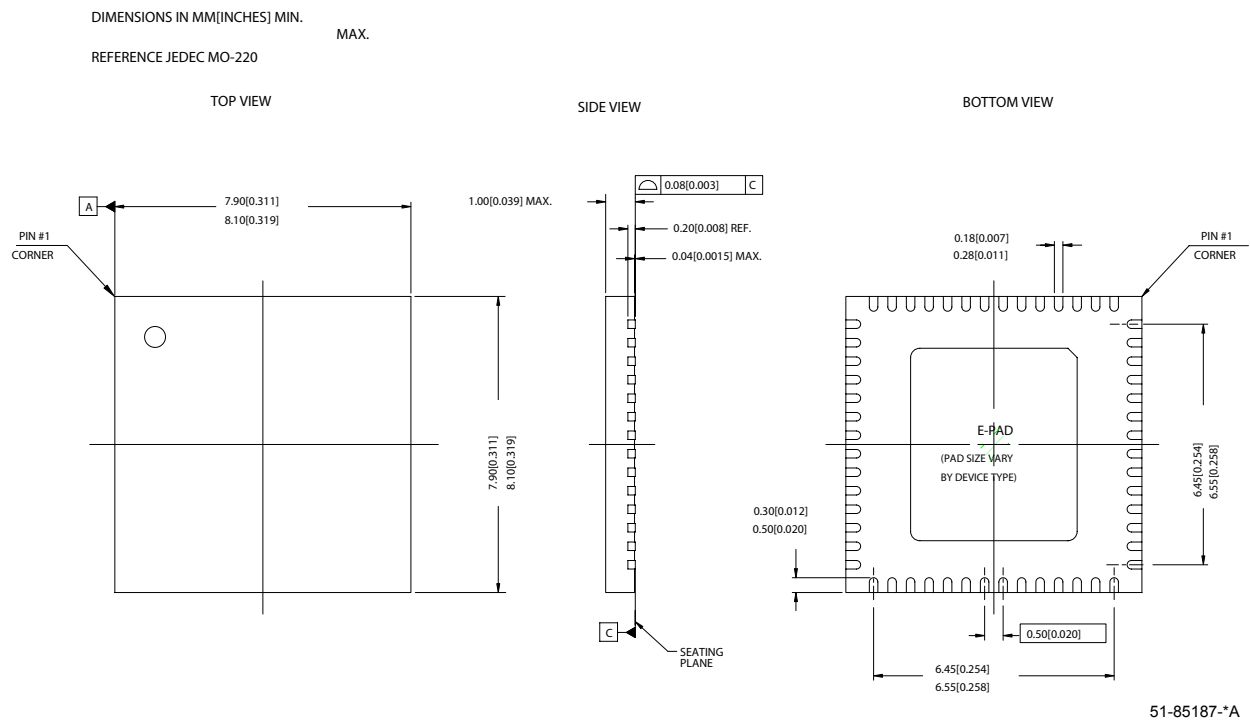 DIMENSIONS IN MM[INCHES] MIN.
MAX.
REFERENCE JEDEC MO-220
TOP VIEW
SIDE VIEW
BOTTOM VIEW
A
7.90[0.311]
8.10[0.319]
PIN #1
CORNER
7.90[0.311]
8.10[0.319]
1.00[0.039] MAX.
0.08[0.003] C
0.20[0.008] REF.
0.04[0.0015] MAX.
C
SEATING
PLANE
0.18[0.007]
0.28[0.011]
PIN #1
CORNER
E-PAD
(PAD SIZE VARY
BY DEVICE TYPE)
0.30[0.012]
0.50[0.020]
6.45[0.254]
6.55[0.258]
0.50[0.020]
6.45[0.254]
6.55[0.258]
51-85187-*A